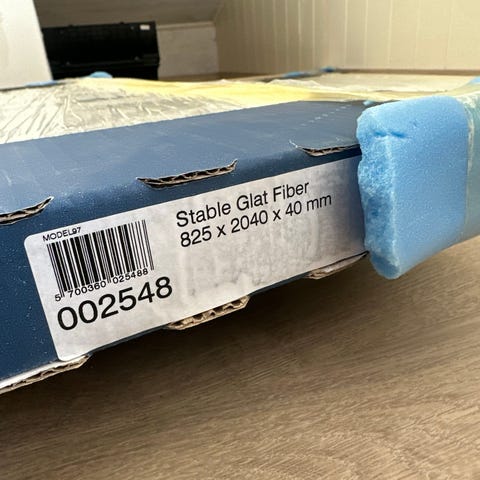 MODEL97
Stable Glat Fiber
825 x 2040 x 40 mm
5 700360 025488
002548